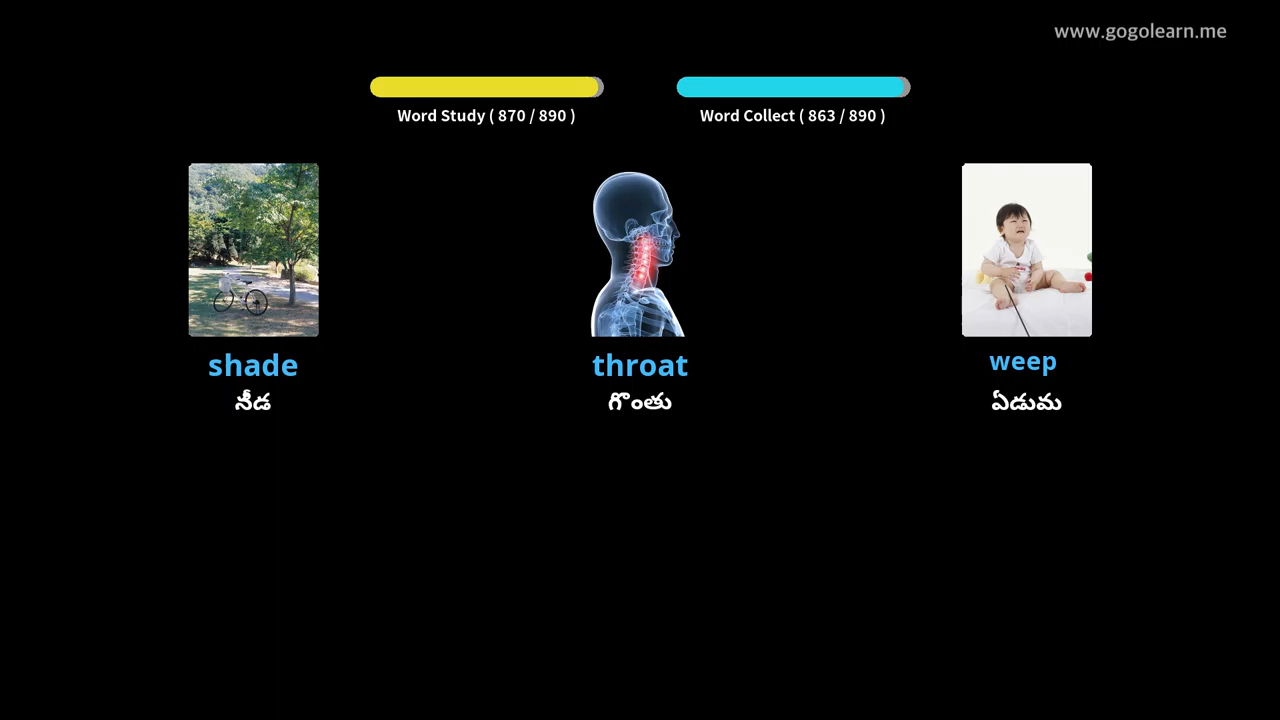 www.gogolearn.me
Word Study ( 870 / 890 )
Word Collect ( 863 / 890 )
shade
throat
weep
నీడ
గొంతు
ఏడుమ